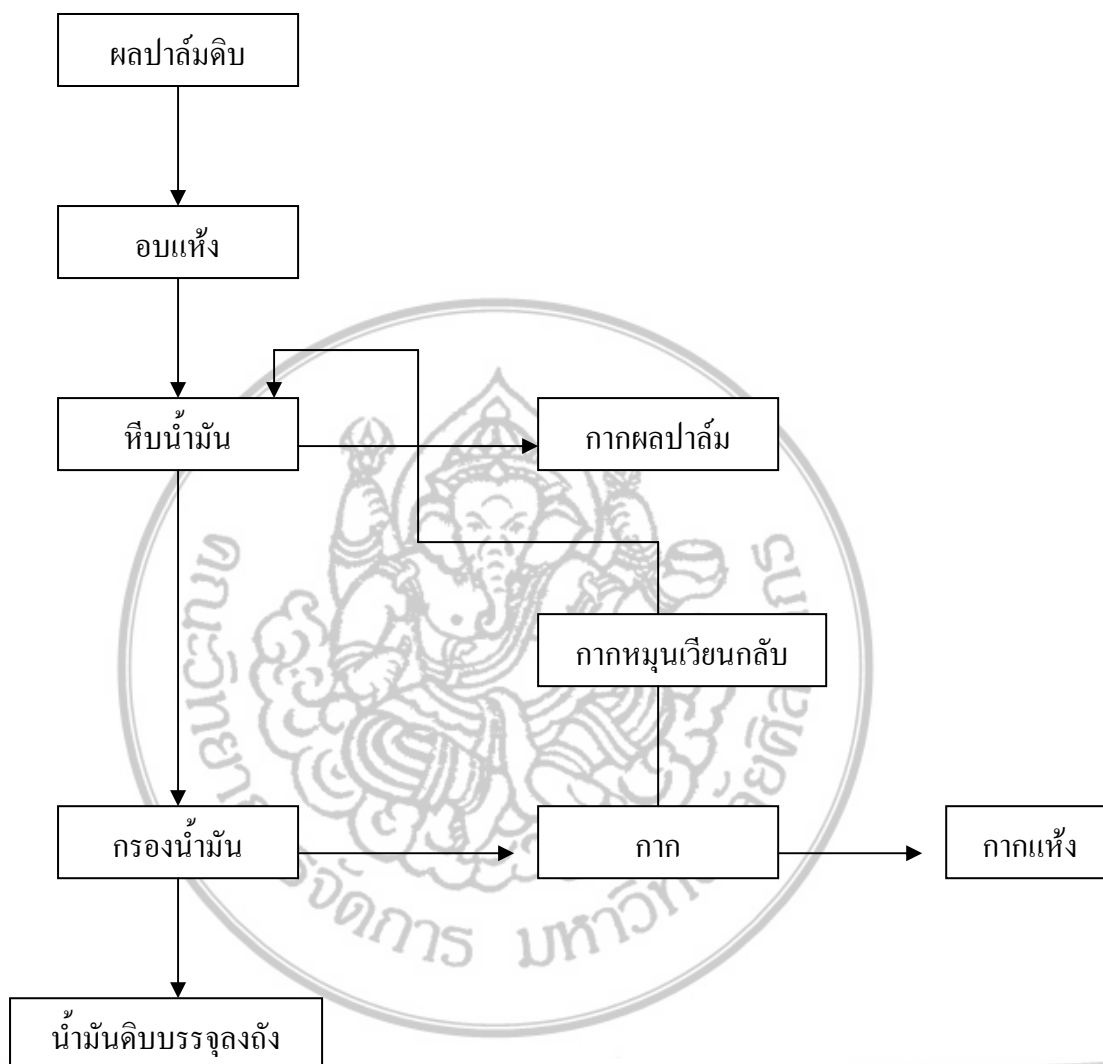 ผลปาล์มดิบ
อบแห้ง
หีบน้ำมัน
กากผลปาล์ม
กากหมุนเวียนกลับ
กรองน้ำมัน
กาก
กากแห้ง
น้ำมันดิบบรรจุลงถัง